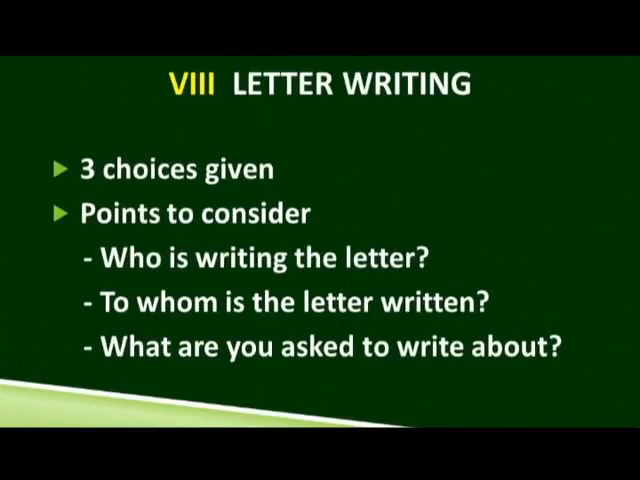 VIII LETTER WRITING
3 choices given
Points to consider
- Who is writing the letter?
- To whom is the letter written?
- What are you asked to write about?